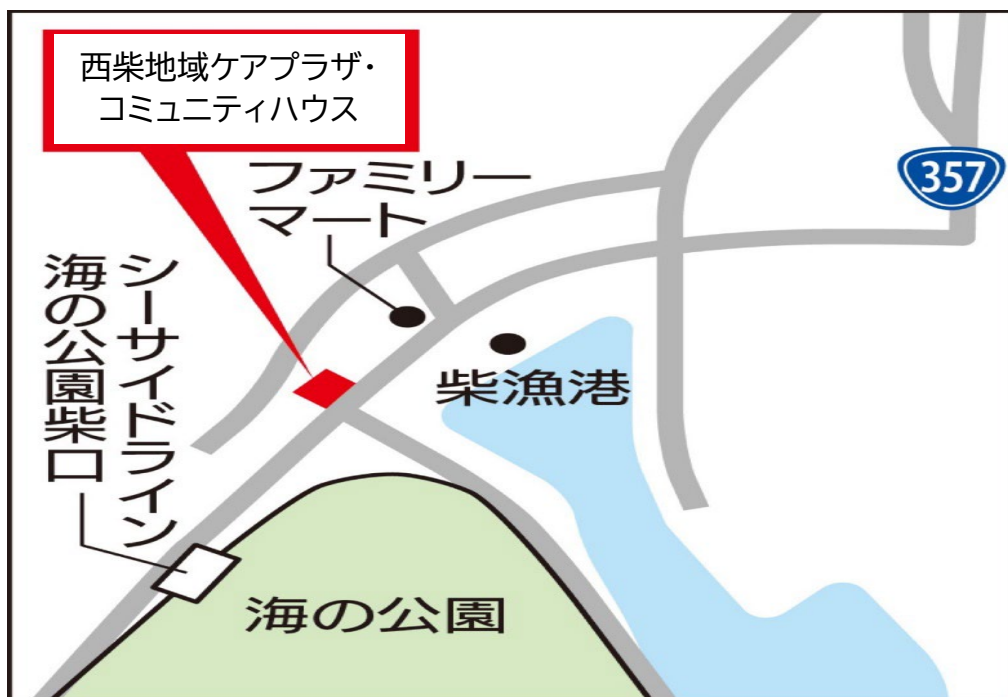 西柴地域ケアプラザ・
コミュニティハウス
ファミリー
マート
357
シーサイドライン
海の公園柴口
柴漁港
海の公園